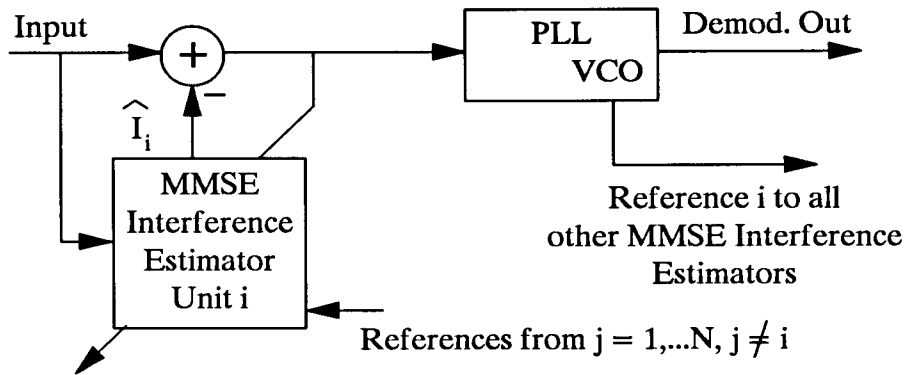 Input
PLL
VCO
Demod. Out
+
−
Î_i
MMSE
Interference
Estimator
Unit i
Reference i to all
other MMSE Interference
Estimators
References from j = 1,...N, j ≠ i